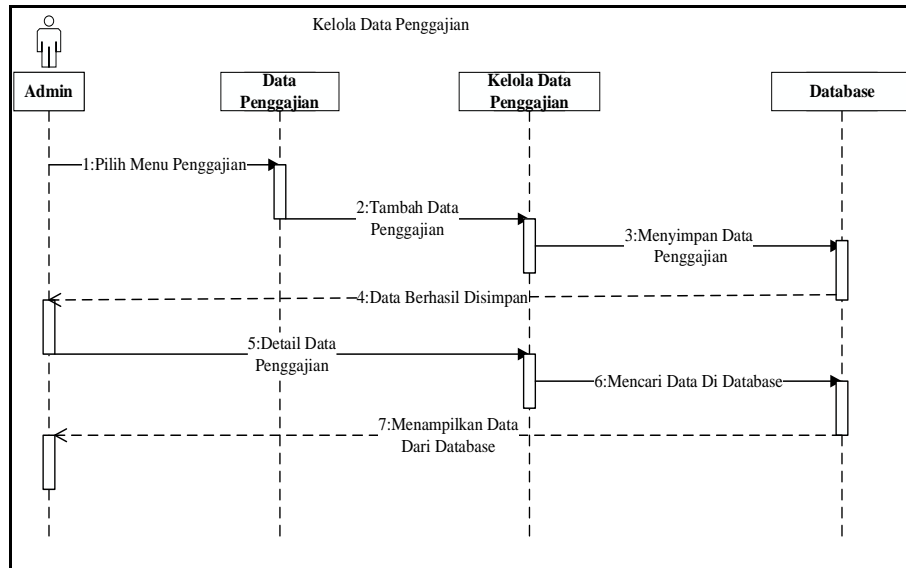 Kelola Data Penggajian
Admin
Data
Penggajian
Kelola Data
Penggajian
Database
1:Pilih Menu Penggajian
2:Tambah Data
Penggajian
3:Menyimpan Data
Penggajian
4:Data Berhasil Disimpan
5:Detail Data
Penggajian
6:Mencari Data Di Database
7:Menampilkan Data
Dari Database